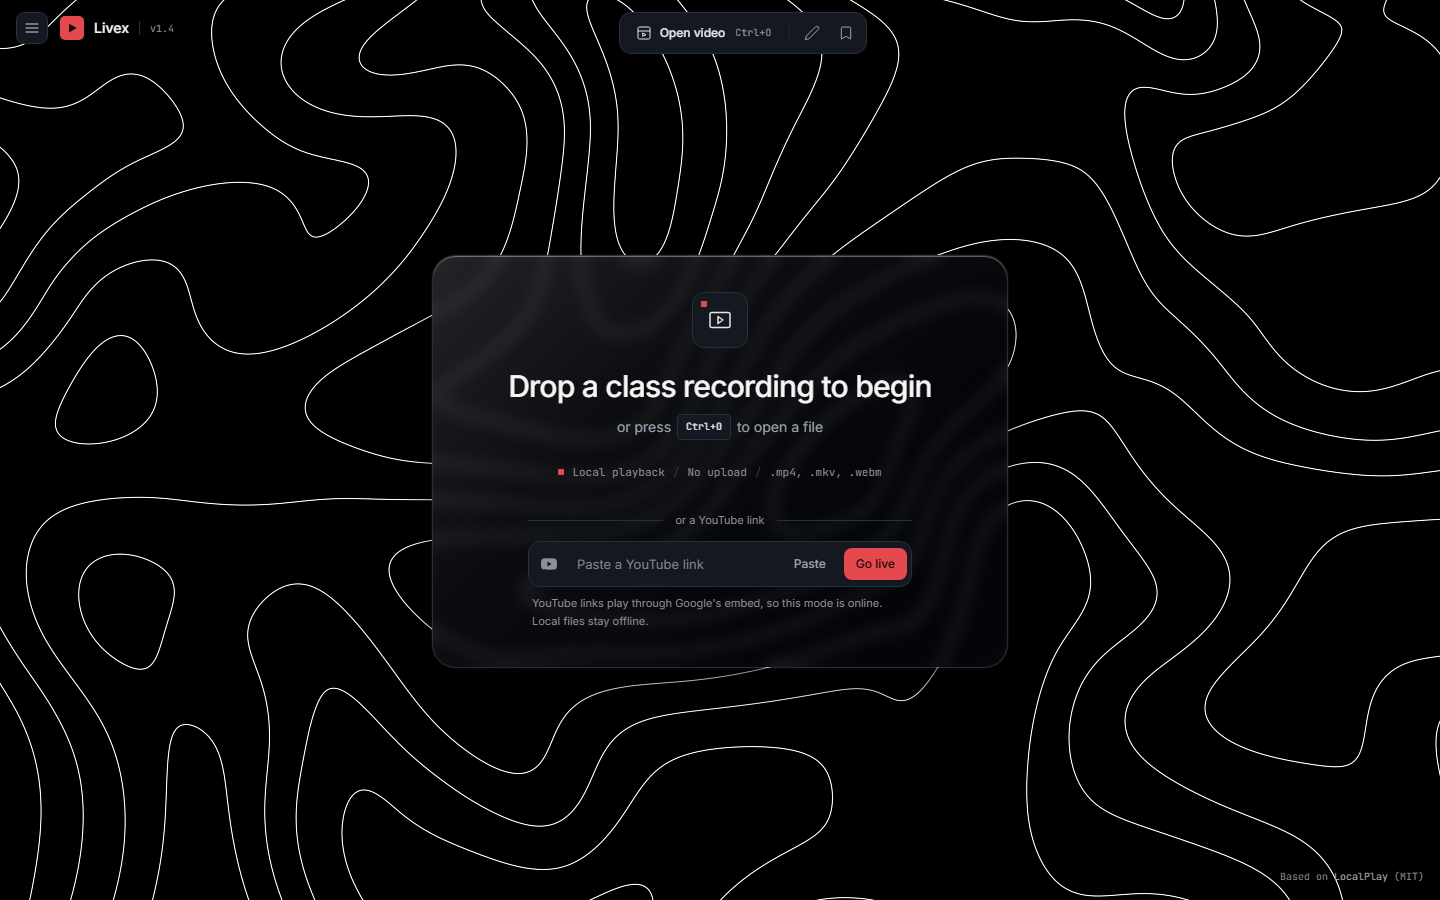 Livex v1.4
Open video Ctrl+O
Drop a class recording to begin
or press Ctrl+O to open a file
Local playback / No upload / .mp4, .mkv, .webm
or a YouTube link
Paste a YouTube link Paste Go live
YouTube links play through Google's embed, so this mode is online.
Local files stay offline.
Based on LocalPlay (MIT)